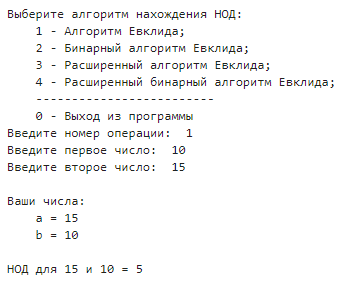 Выберите алгоритм нахождения НОД:
1 - Алгоритм Евклида;
2 - Бинарный алгоритм Евклида;
3 - Расширенный алгоритм Евклида;
4 - Расширенный бинарный алгоритм Евклида;
-------------------------
0 - Выход из программы
Введите номер операции: 1
Введите первое число: 10
Введите второе число: 15
Ваши числа:
a = 15
b = 10
НОД для 15 и 10 = 5